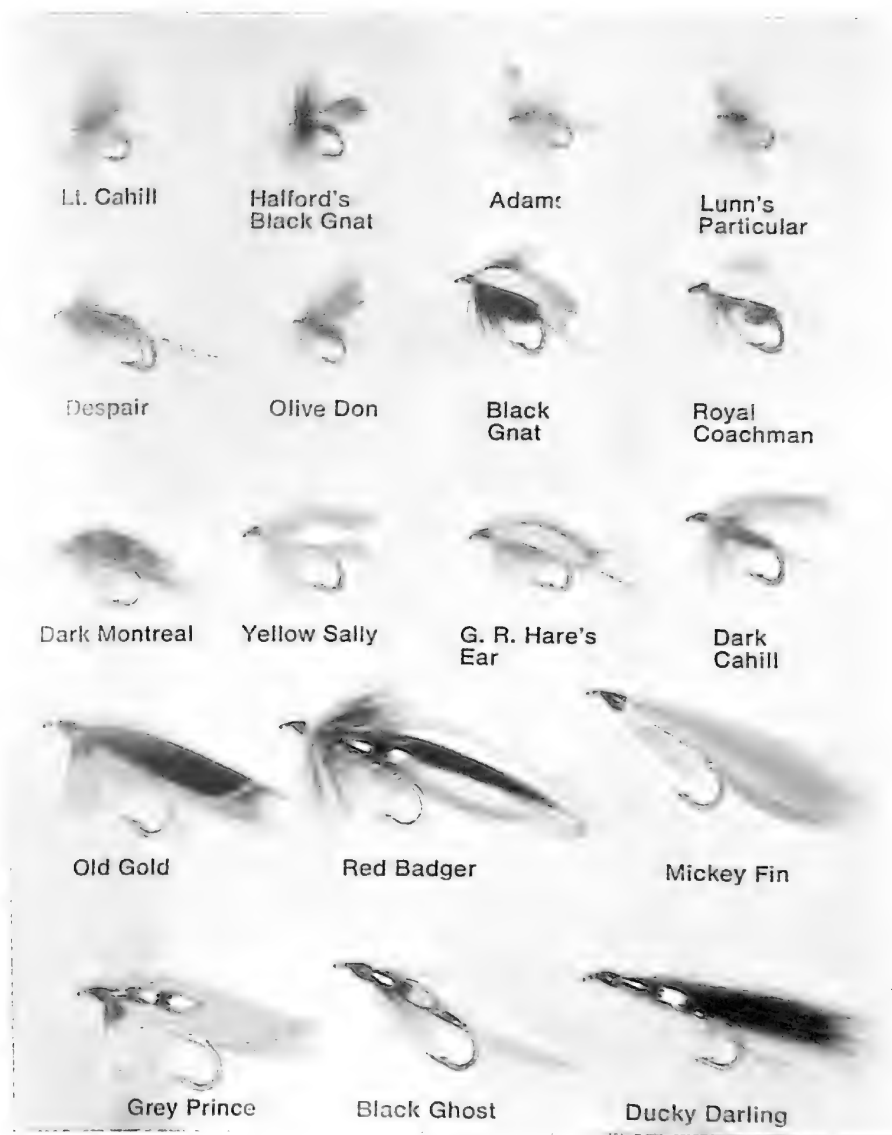 Lt. Cahill
Halford's
Black Gnat
Adams
Lunn's
Particular
Despair
Olive Don
Black
Gnat
Royal
Coachman
Dark Montreal
Yellow Sally
G. R. Hare's
Ear
Dark
Cahill
Old Gold
Red Badger
Mickey Fin
Grey Prince
Black Ghost
Ducky Darling